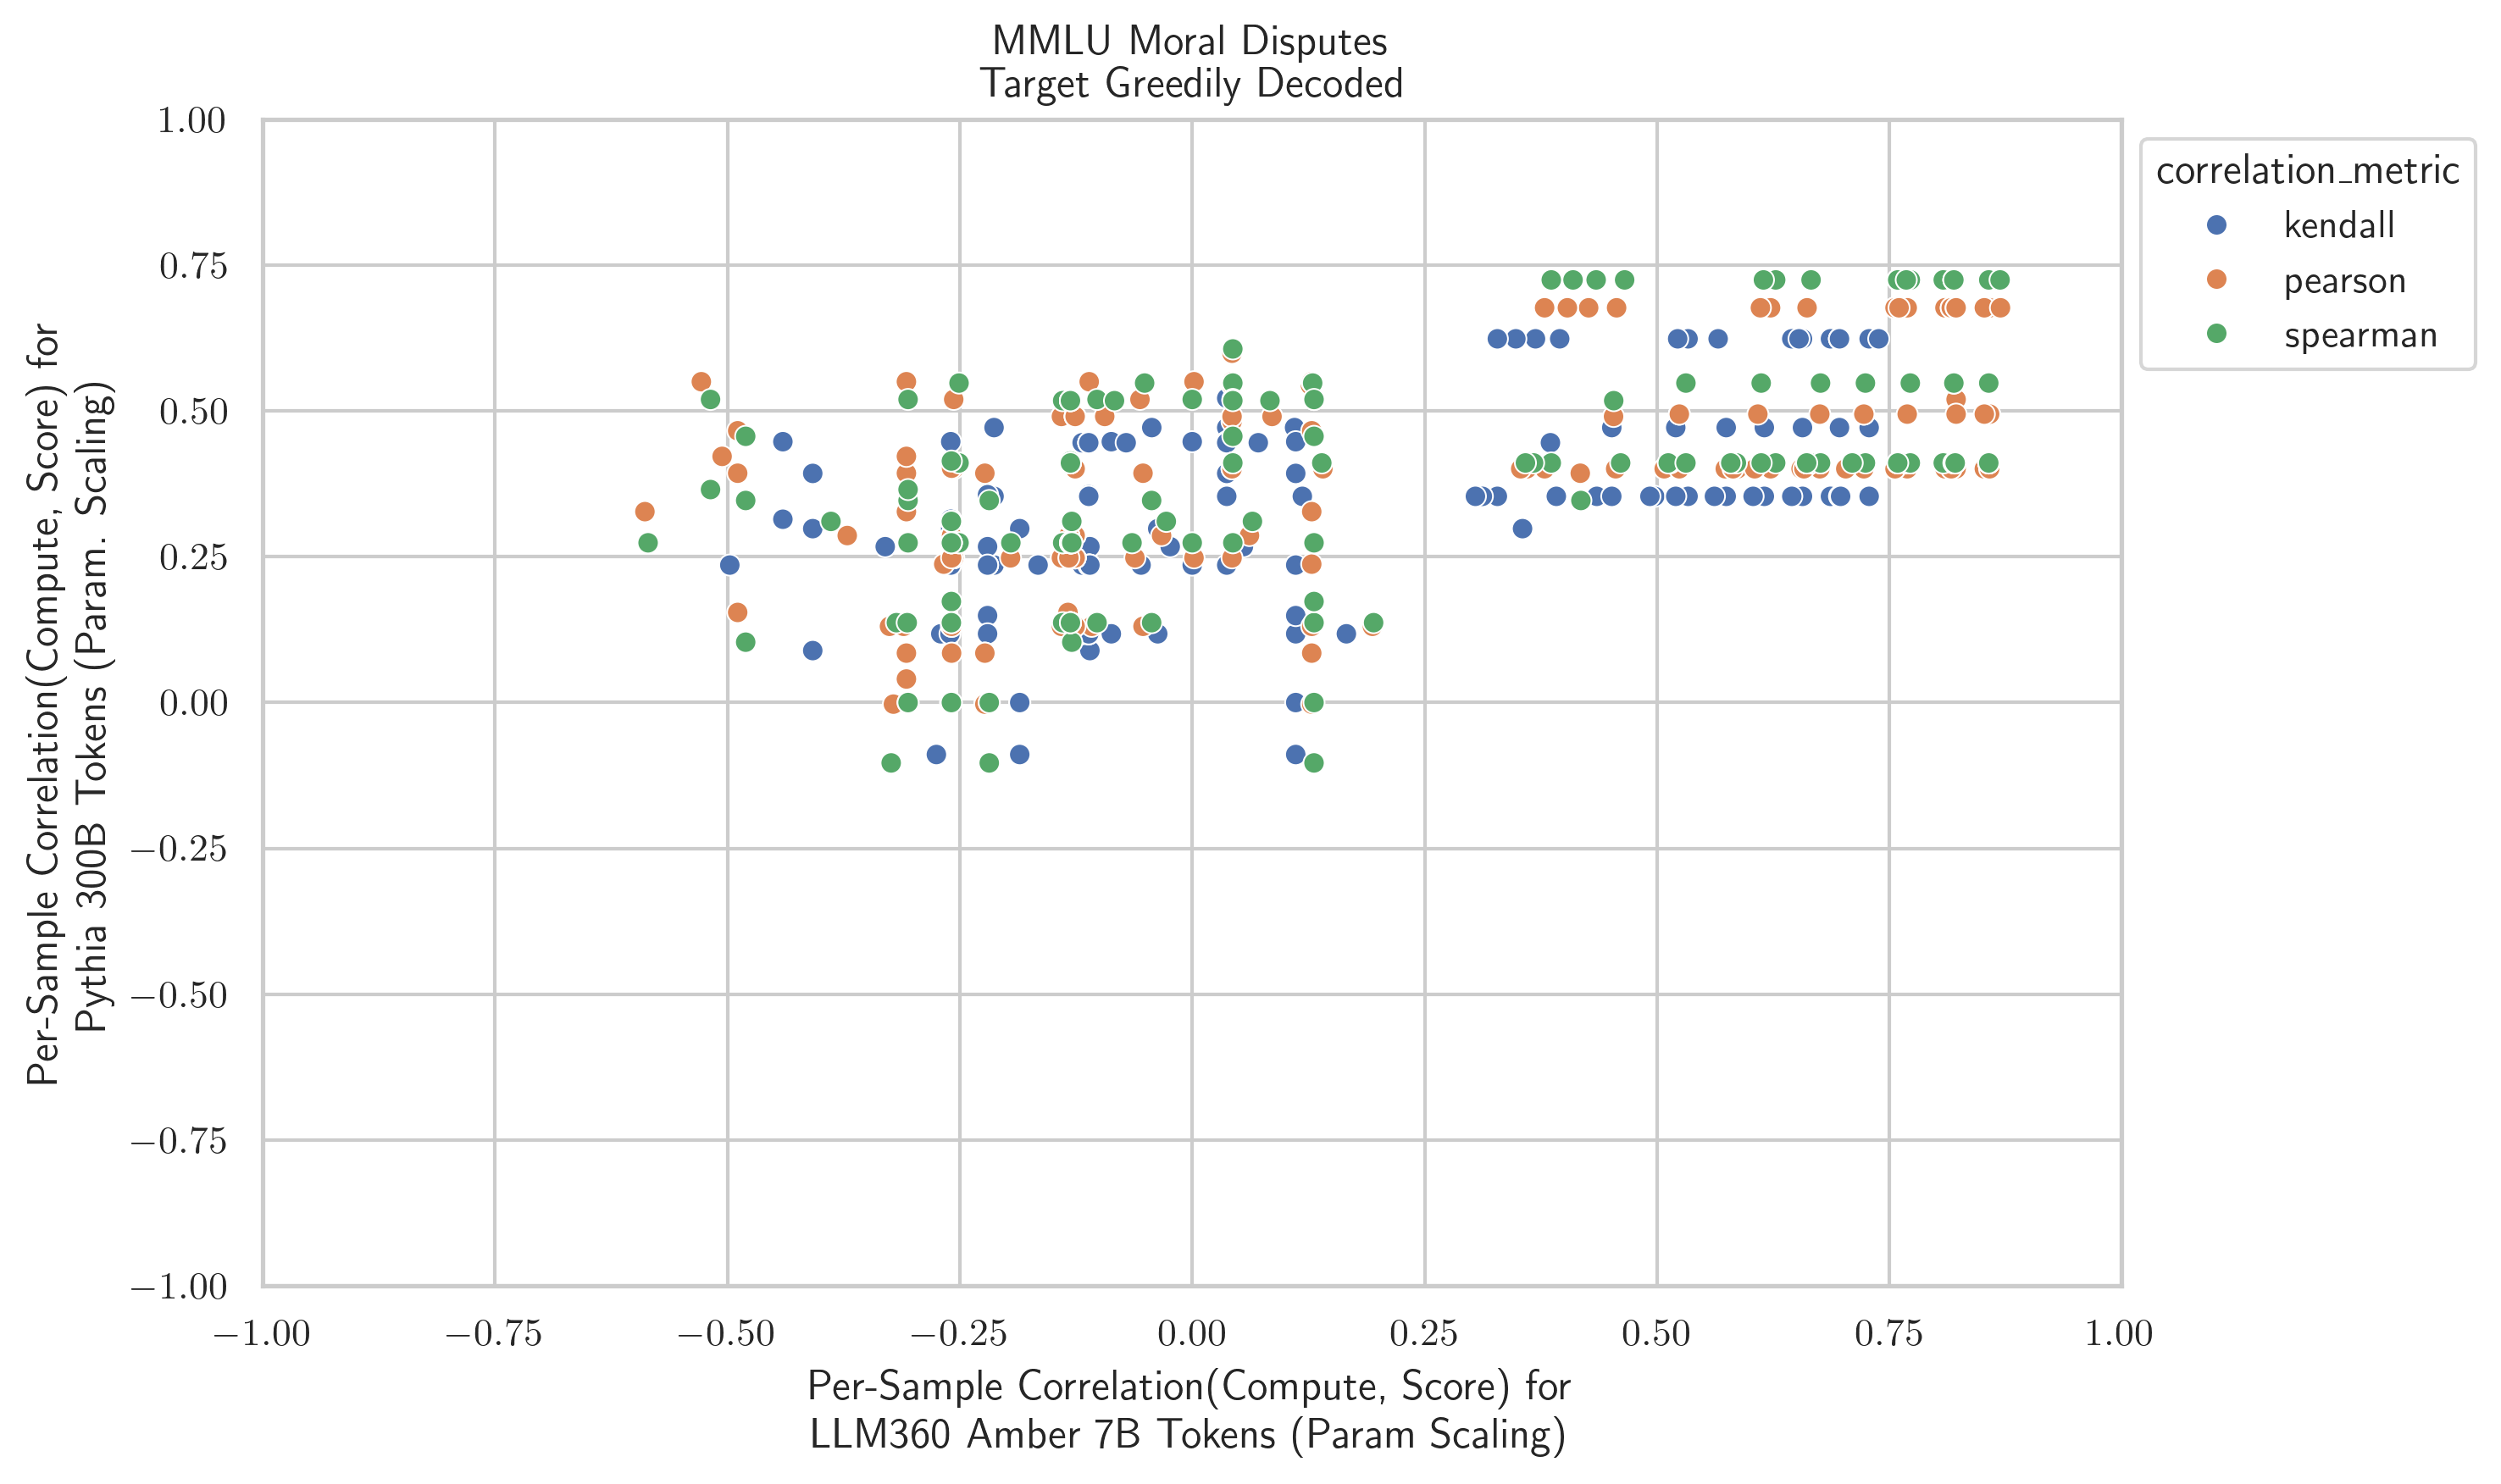 MMLU Moral Disputes
Target Greedily Decoded
Per-Sample Correlation(Compute, Score) for
Pythia 300B Tokens (Param. Scaling)
1.00
0.75
0.50
0.25
0.00
−0.25
−0.50
−0.75
−1.00
−1.00 −0.75 −0.50 −0.25 0.00 0.25 0.50 0.75 1.00
Per-Sample Correlation(Compute, Score) for
LLM360 Amber 7B Tokens (Param Scaling)
correlation_metric
kendall
pearson
spearman